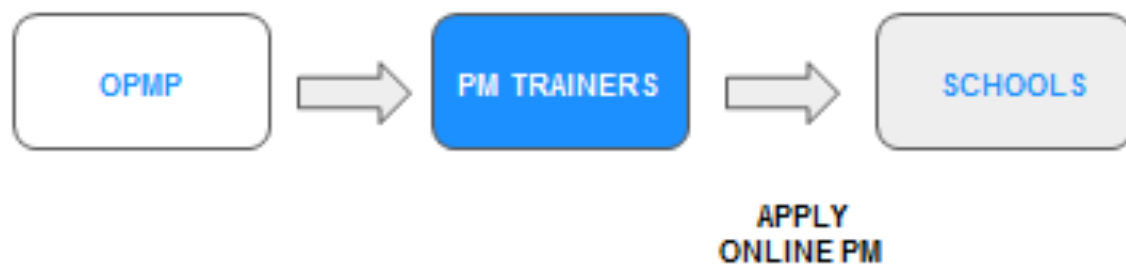 OPMP
PM TRAINERS
SCHOOLS
APPLY
ONLINE PM